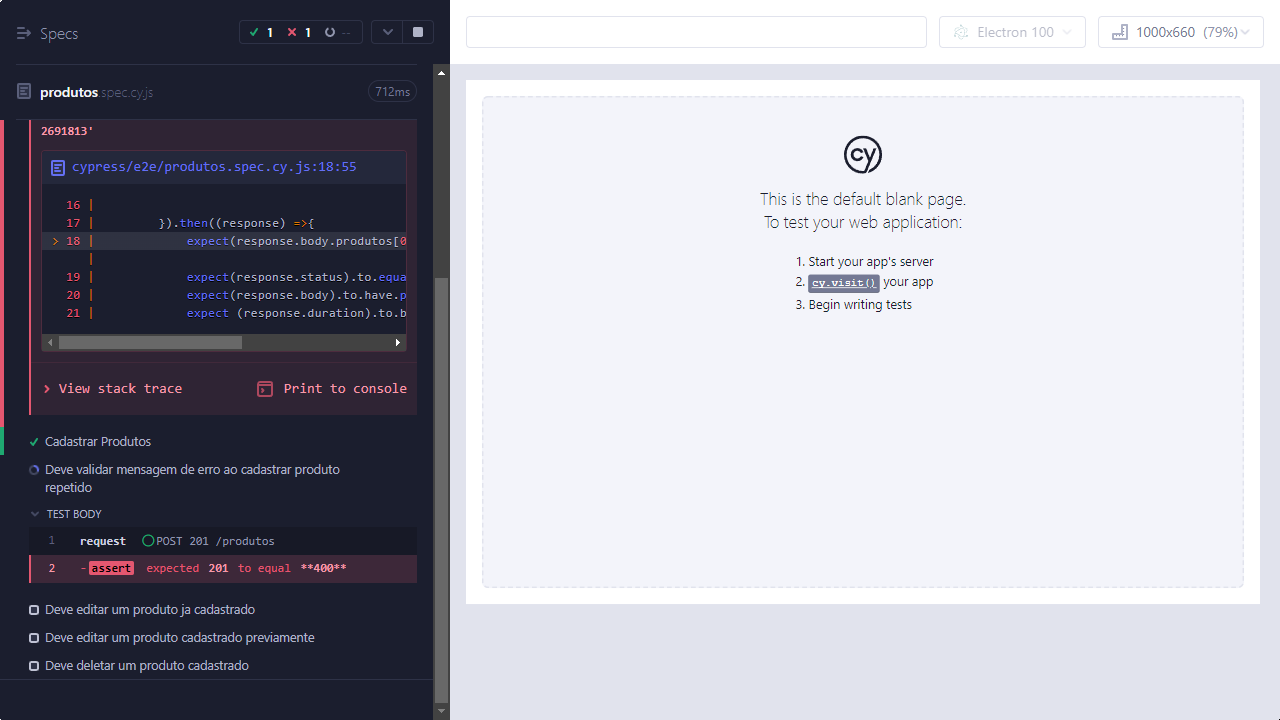 Specs
1
1
--
Electron 100
1000x660 (79%)
produtos.spec.cy.js
712ms
2691813'
cypress/e2e/produtos.spec.cy.js:18:55
16 |
17 | }).then((response) =>{
> 18 | expect(response.body.produtos[0
|
19 | expect(response.status).to.equa
20 | expect(response.body).to.have.p
21 | expect (response.duration).to.b
View stack trace
Print to console
Cadastrar Produtos
Deve validar mensagem de erro ao cadastrar produto
repetido
TEST BODY
1 request POST 201 /produtos
2 -assert expected 201 to equal **400**
Deve editar um produto ja cadastrado
Deve editar um produto cadastrado previamente
Deve deletar um produto cadastrado
cy
This is the default blank page.
To test your web application:
1. Start your app's server
2. cy.visit() your app
3. Begin writing tests